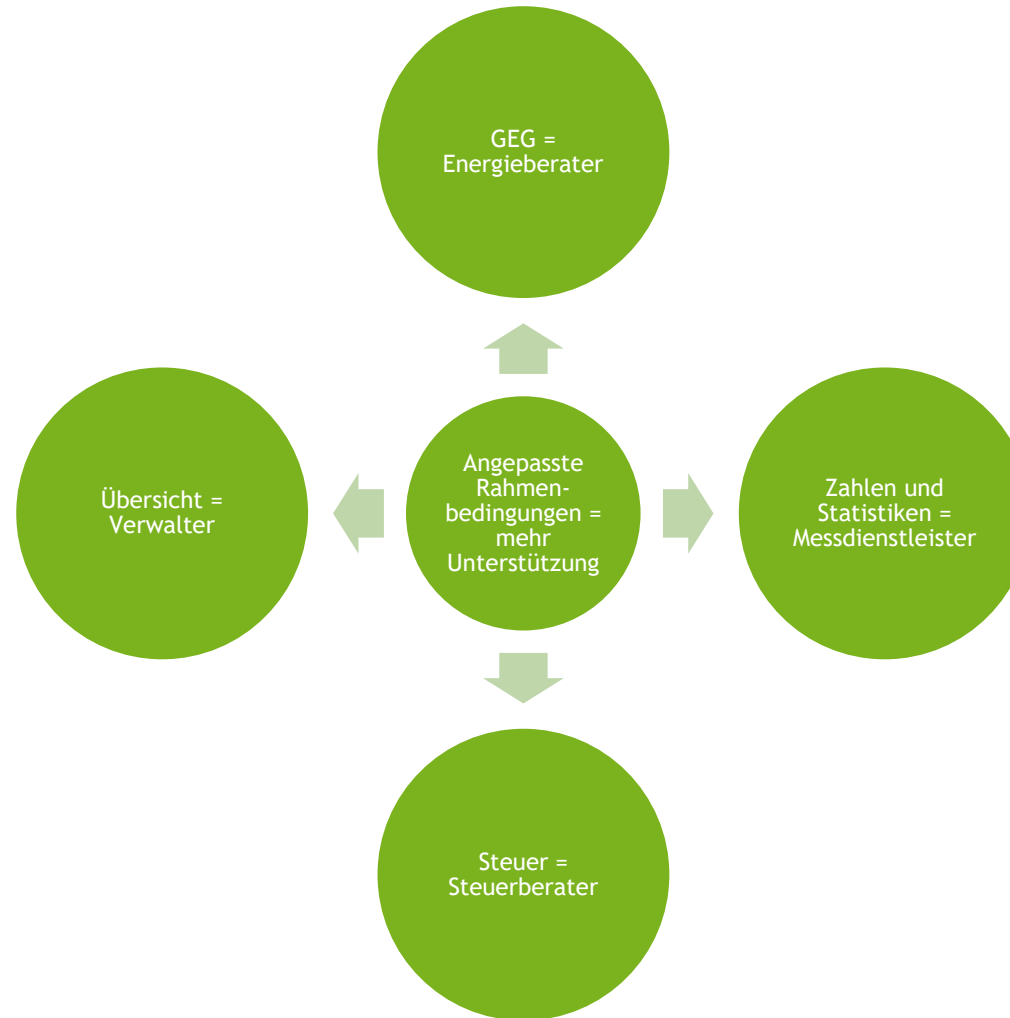 GEG =
Energieberater
Übersicht =
Verwalter
Angepasste
Rahmen-
bedingungen =
mehr
Unterstützung
Zahlen und
Statistiken =
Messdienstleister
Steuer =
Steuerberater